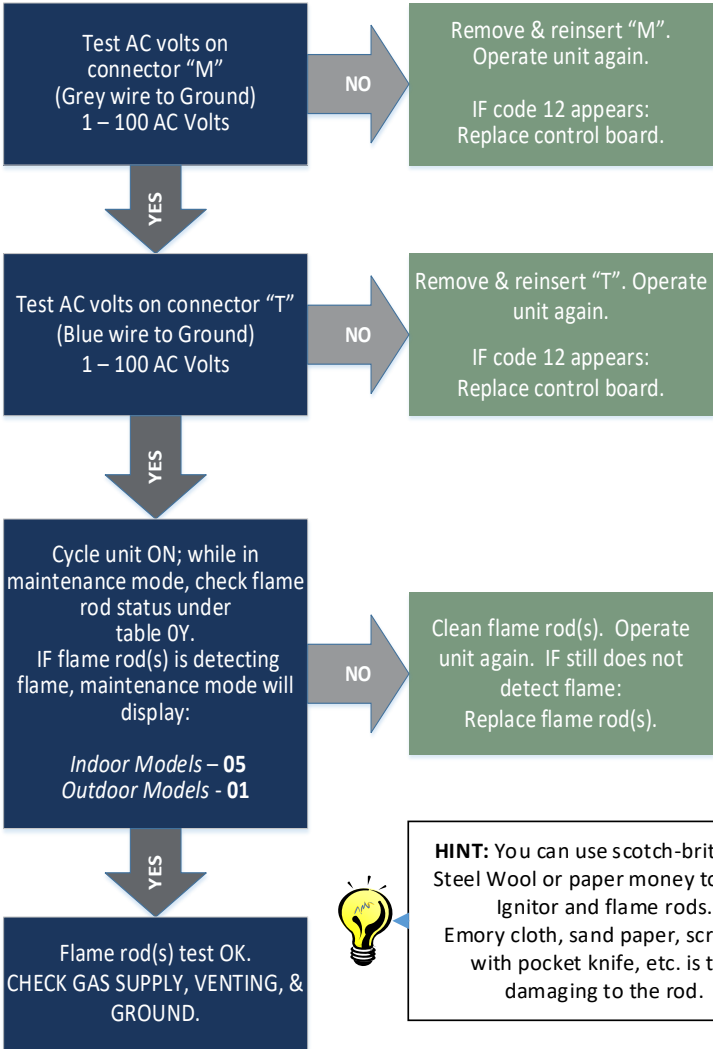 Test AC volts on
connector “M”
(Grey wire to Ground)
1 – 100 AC Volts
NO
Remove & reinsert “M”.
Operate unit again.
IF code 12 appears:
Replace control board.
YES
Test AC volts on connector “T”
(Blue wire to Ground)
1 – 100 AC Volts
NO
Remove & reinsert “T”. Operate
unit again.
IF code 12 appears:
Replace control board.
YES
Cycle unit ON; while in
maintenance mode, check flame
rod status under
table 0Y.
IF flame rod(s) is detecting
flame, maintenance mode will
display:
Indoor Models – 05
Outdoor Models - 01
NO
Clean flame rod(s). Operate
unit again. IF still does not
detect flame:
Replace flame rod(s).
YES
Flame rod(s) test OK.
CHECK GAS SUPPLY, VENTING, &
GROUND.
HINT: You can use
Steel Wool or paper money
Ignitor and flame rods.
Emory cloth, sand paper,
with pocket knife, etc. is
damaging to the rod.